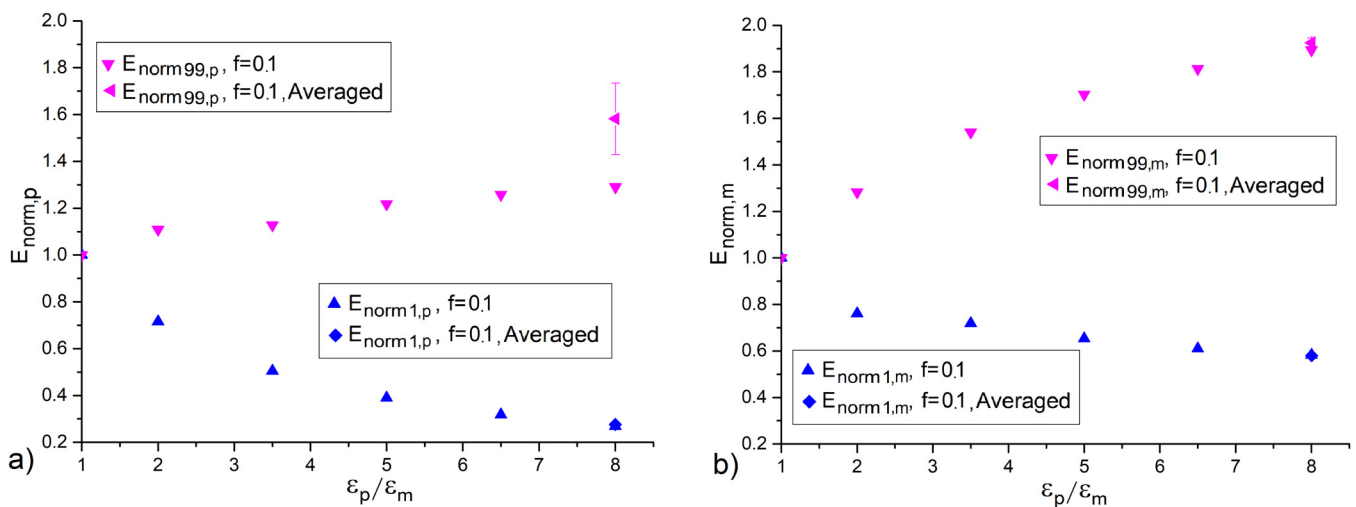 E_norm,p
1.8
1.6
1.4
1.2
1.0
0.8
0.6
0.4
0.2
E_norm99,p, f=0.1
E_norm99,p, f=0.1, Averaged
E_norm1,p, f=0.1
E_norm1,p, f=0.1, Averaged
1 2 3 4 5 6 7 8
ε_p/ε_m
a)
E_norm,m
2.0
1.8
1.6
1.4
1.2
1.0
0.8
0.6
0.4
0.2
E_norm99,m, f=0.1
E_norm99,m, f=0.1, Averaged
E_norm1,m, f=0.1
E_norm1,m, f=0.1, Averaged
1 2 3 4 5 6 7 8
ε_p/ε_m
b)